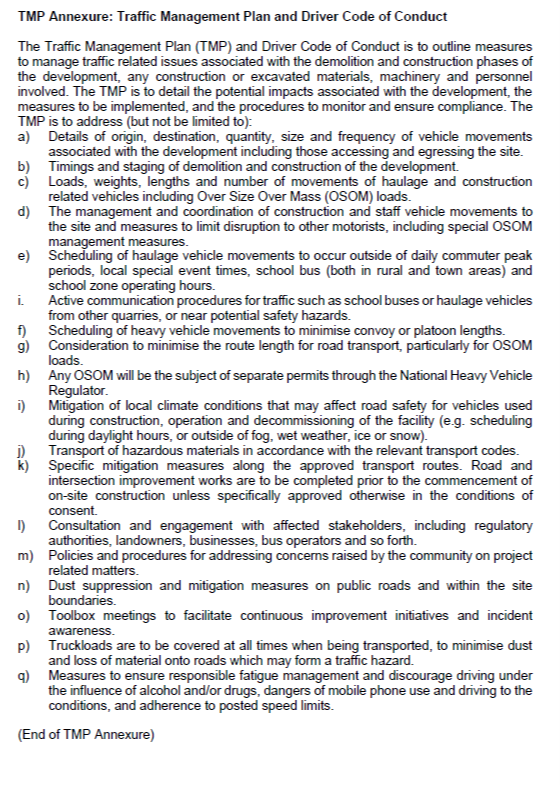 TMP Annexure: Traffic Management Plan and Driver Code of Conduct
The Traffic Management Plan (TMP) and Driver Code of Conduct is to outline measures
to manage traffic related issues associated with the demolition and construction phases of
the development, any construction or excavated materials, machinery and personnel
involved. The TMP is to detail the potential impacts associated with the development, the
measures to be implemented, and the procedures to monitor and ensure compliance. The
TMP is to address (but not be limited to):
a) Details of origin, destination, quantity, size and frequency of vehicle movements
associated with the development including those accessing and egressing the site.
b) Timings and staging of demolition and construction of the development.
c) Loads, weights, lengths and number of movements of haulage and construction
related vehicles including Over Size Over Mass (OSOM) loads.
d) The management and coordination of construction and staff vehicle movements to
the site and measures to limit disruption to other motorists, including special OSOM
management measures.
e) Scheduling of haulage vehicle movements to occur outside of daily commuter peak
periods, local special event times, school bus (both in rural and town areas) and
school zone operating hours.
i. Active communication procedures for traffic such as school buses or haulage vehicles
from other quarries, or near potential safety hazards.
f) Scheduling of heavy vehicle movements to minimise convoy or platoon lengths.
g) Consideration to minimise the route length for road transport, particularly for OSOM
loads.
h) Any OSOM will be the subject of separate permits through the National Heavy Vehicle
Regulator.
i) Mitigation of local climate conditions that may affect road safety for vehicles used
during construction, operation and decommissioning of the facility (e.g. scheduling
during daylight hours, or outside of fog, wet weather, ice or snow).
j) Transport of hazardous materials in accordance with the relevant transport codes.
k) Specific mitigation measures along the approved transport routes. Road and
intersection improvement works are to be completed prior to the commencement of
on-site construction unless specifically approved otherwise in the conditions of
consent.
l) Consultation and engagement with affected stakeholders, including regulatory
authorities, landowners, businesses, bus operators and so forth.
m) Policies and procedures for addressing concerns raised by the community on project
related matters.
n) Dust suppression and mitigation measures on public roads and within the site
boundaries.
o) Toolbox meetings to facilitate continuous improvement initiatives and incident
awareness.
p) Truckloads are to be covered at all times when being transported, to minimise dust
and loss of material onto roads which may form a traffic hazard.
q) Measures to ensure responsible fatigue management and discourage driving under
the influence of alcohol and/or drugs, dangers of mobile phone use and driving to the
conditions, and adherence to posted speed limits.
(End of TMP Annexure)